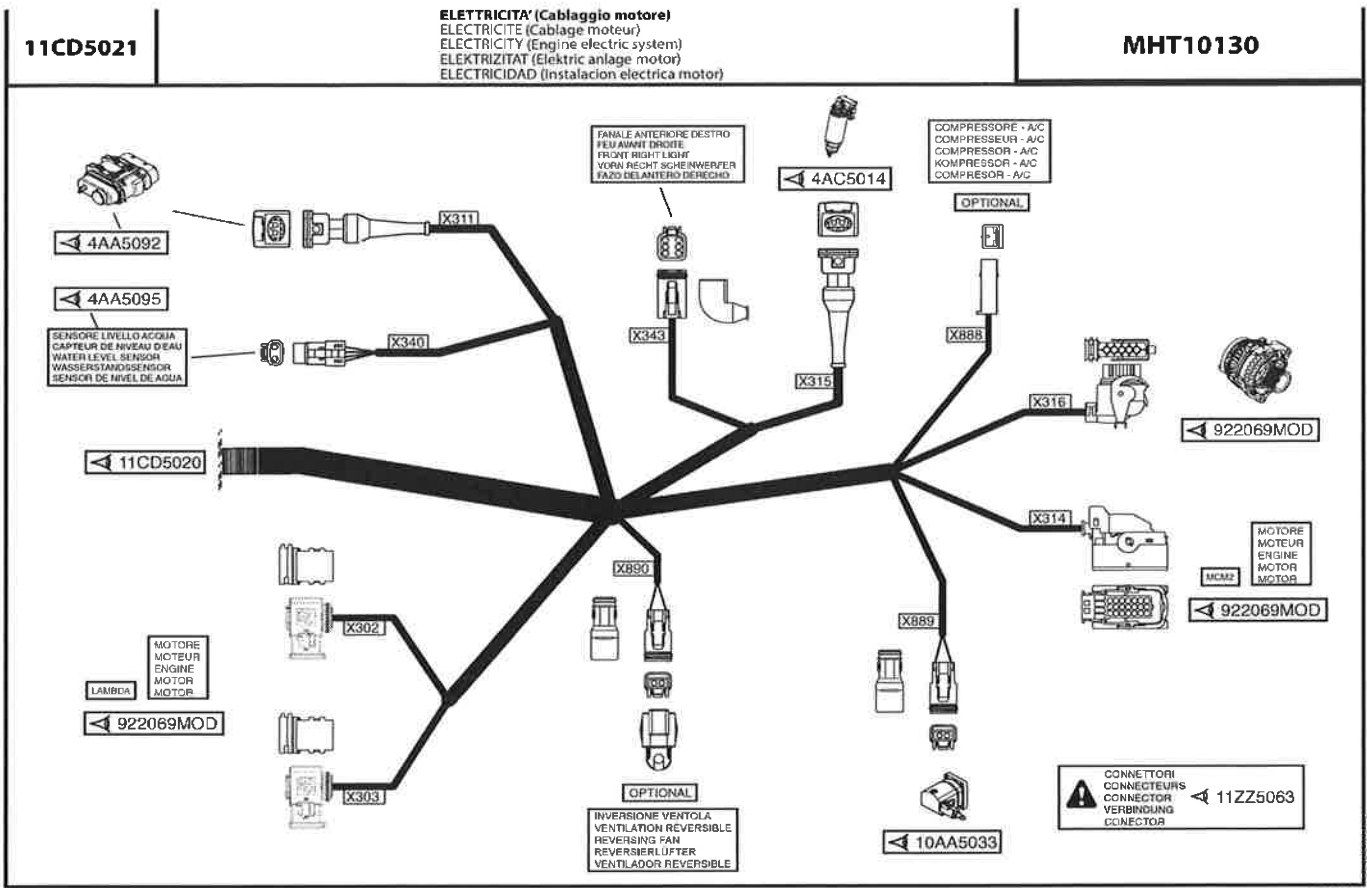 11CD5021
ELETTRICITA' (Cablaggio motore)
ELECTRICITE (Cablage moteur)
ELECTRICITY (Engine electric system)
ELEKTRIZITAT (Elektric anlage motor)
ELECTRICIDAD (Instalacion electrica motor)
MHT10130
4AA5092
X311
FANALE ANTERIORE DESTRO
FEU AVANT DROITE
FRONT RIGHT LIGHT
VORN RECHT SCHEINWERFER
FAZO DELANTERO DERECHO
4AC5014
COMPRESSORE - A/C
COMPRESSEUR - A/C
COMPRESSOR - A/C
KOMPRESSOR - A/C
COMPRESOR - A/C
OPTIONAL
4AA5095
SENSORE LIVELLO ACQUA
CAPTEUR DE NIVEAU D'EAU
WATER LEVEL SENSOR
WASSERSTANDSSENSOR
SENSOR DE NIVEL DE AGUA
X340
X343
X315
X888
X316
922069MOD
11CD5020
X314
MOTORE
MOTEUR
ENGINE
MOTOR
MOTOR
MCM2
922069MOD
X302
X890
X889
MOTORE
MOTEUR
ENGINE
MOTOR
MOTOR
LAMBDA
922069MOD
X303
OPTIONAL
INVERSIONE VENTOLA
VENTILATION REVERSIBLE
REVERSING FAN
REVERSIERLÜFTER
VENTILADOR REVERSIBLE
10AA5033
CONNETTORI
CONNECTEURS
CONNECTOR
VERBINDUNG
CONECTOR
11ZZ5063